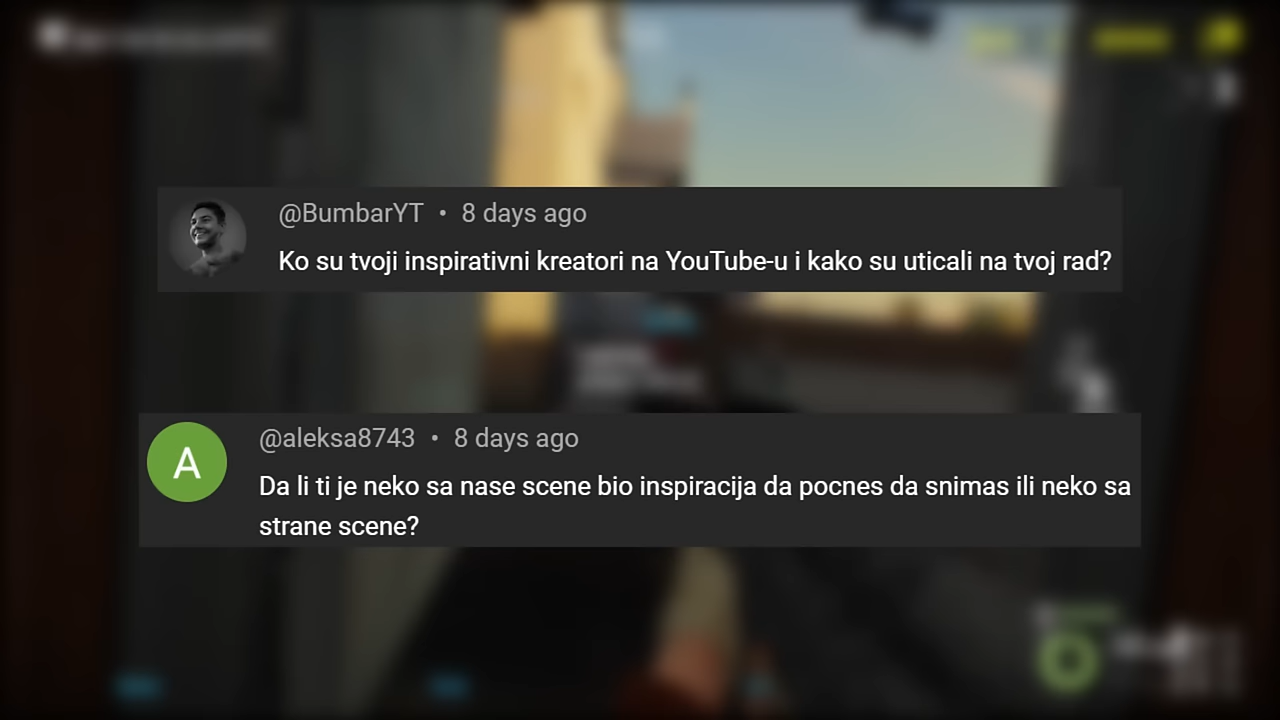 @BumbarYT • 8 days ago
Ko su tvoji inspirativni kreatori na YouTube-u i kako su uticali na tvoj rad?
A
@aleksa8743 • 8 days ago
Da li ti je neko sa nase scene bio inspiracija da pocnes da snimas ili neko sa
strane scene?